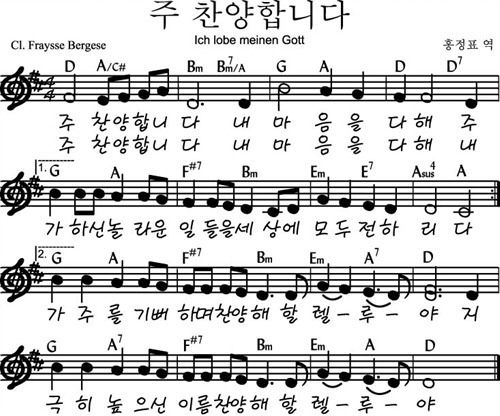 주 찬양합니다
Ich lobe meinen Gott
Cl. Fraysse Bergese 홍정표 역
D A/C# Bm Bm7/A G A D D7
4/4
주 찬양합니 다 내 마 음을 다해 주
주 찬양합니 다 내 마 음을 다해 내
1. G A F#7 Bm Em E7 Asus4 A
가 하신놀 라운 일 들을세 상에 모 두전하 리 다
2. G A F#7 Bm Em A7 D
가 주 를 기뻐 하며찬양해 할 렐-루-야 지
G A7 F#7 Bm Em A D
극 히 높 으신 이름찬양해 할 렐-루-야